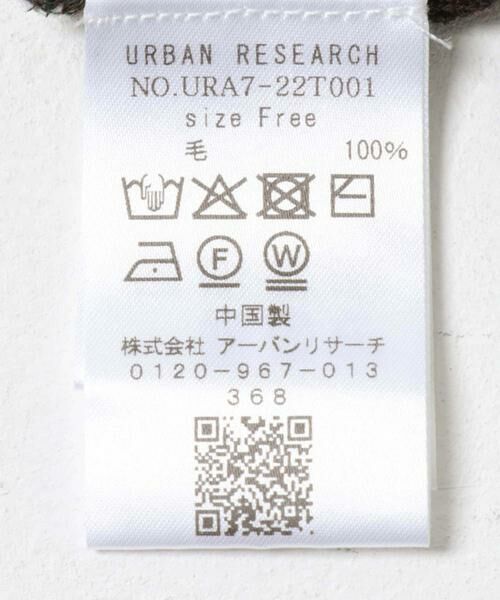 URBAN RESEARCH
NO.URA7-22T001
size Free
毛 100%
F W
中国製
株式会社 アーバンリサーチ
0120-967-013
368